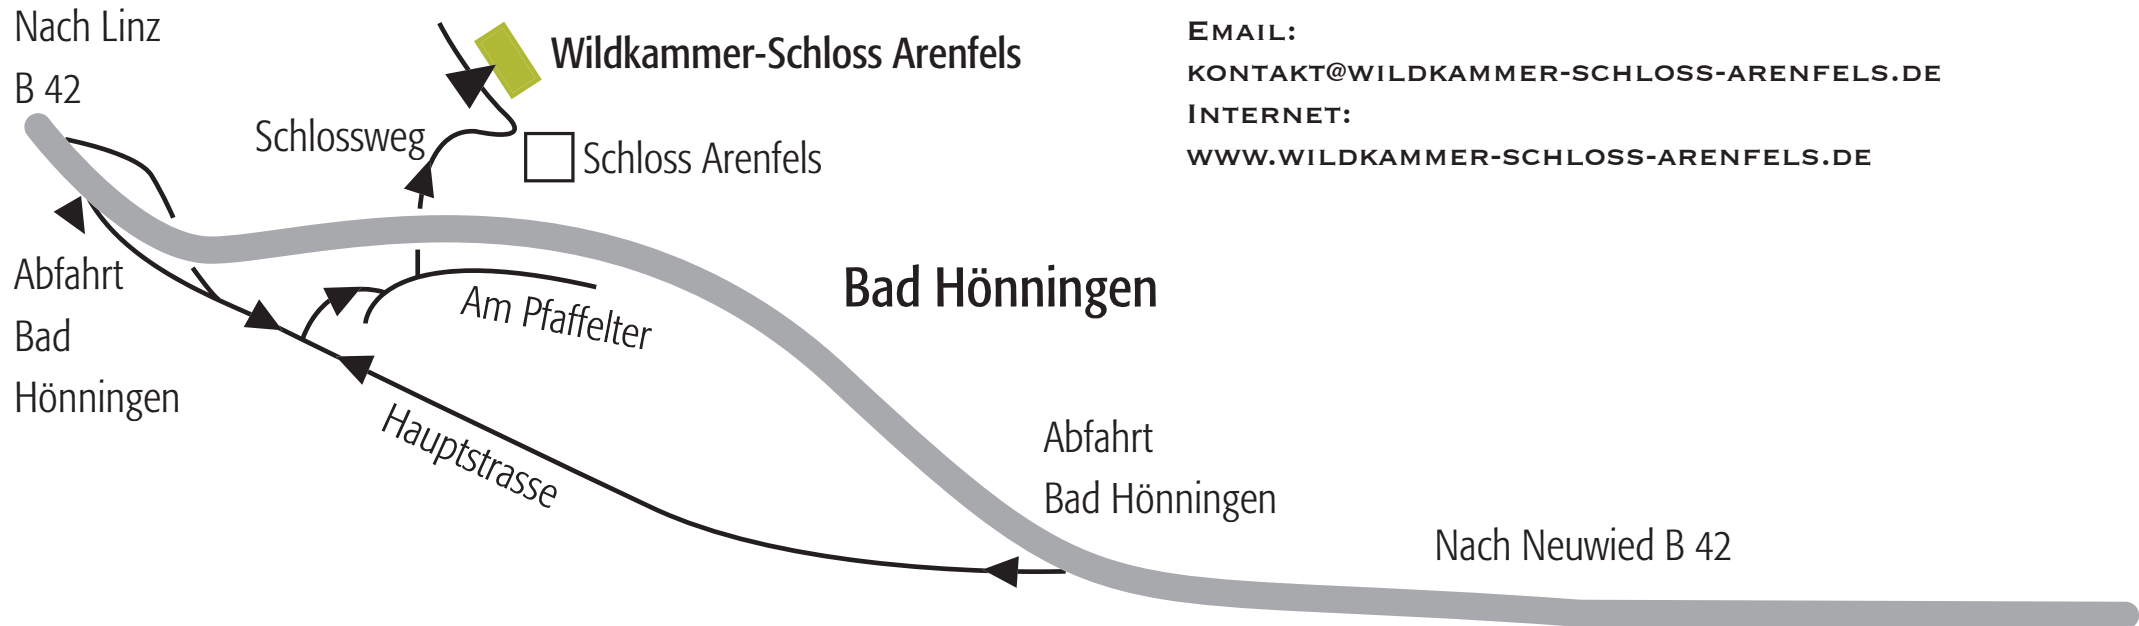 Nach Linz
B 42
Wildkammer-Schloss Arenfels
EMAIL:
KONTAKT@WILDKAMMER-SCHLOSS-ARENFELS.DE
INTERNET:
WWW.WILDKAMMER-SCHLOSS-ARENFELS.DE
Schlossweg
Schloss Arenfels
Abfahrt
Bad
Hönningen
Am Pfaffelter
Bad Hönningen
Hauptstrasse
Abfahrt
Bad Hönningen
Nach Neuwied B 42